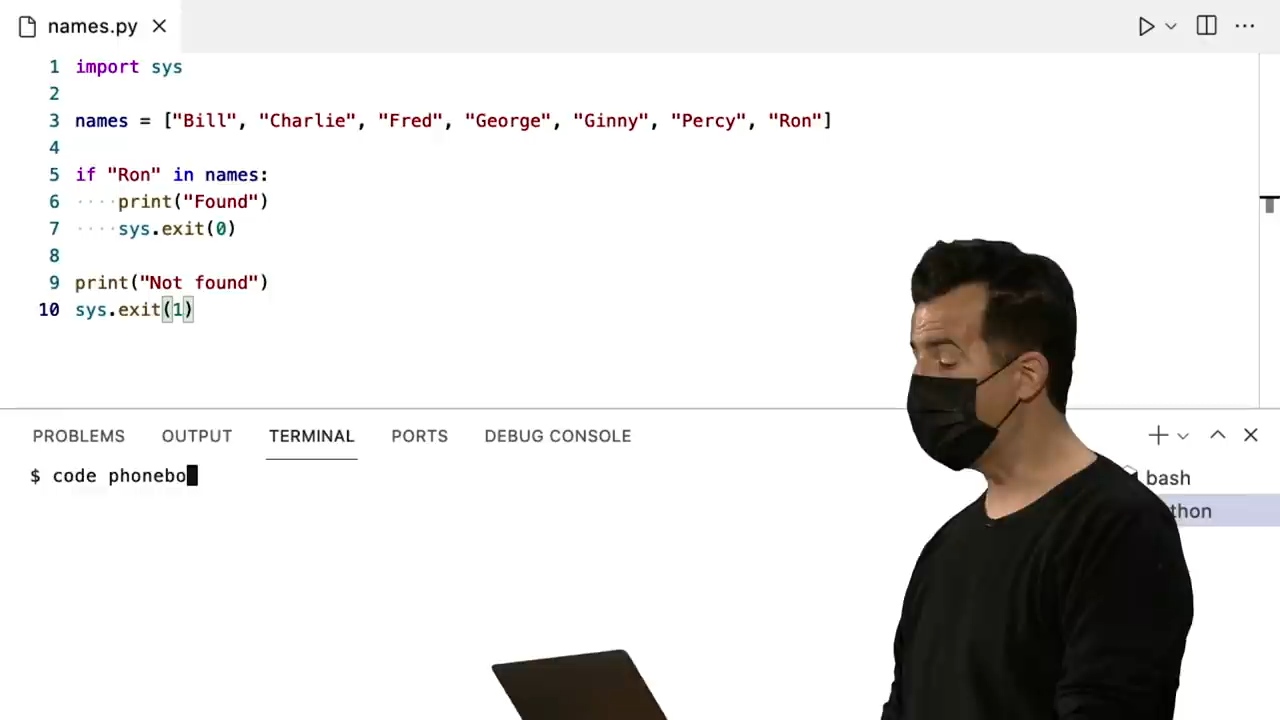 names.py
1 import sys
2
3 names = ["Bill", "Charlie", "Fred", "George", "Ginny", "Percy", "Ron"]
4
5 if "Ron" in names:
6 ····print("Found")
7 ····sys.exit(0)
8
9 print("Not found")
10 sys.exit(1)
PROBLEMS OUTPUT TERMINAL PORTS DEBUG CONSOLE
$ code phonebo
bash
thon